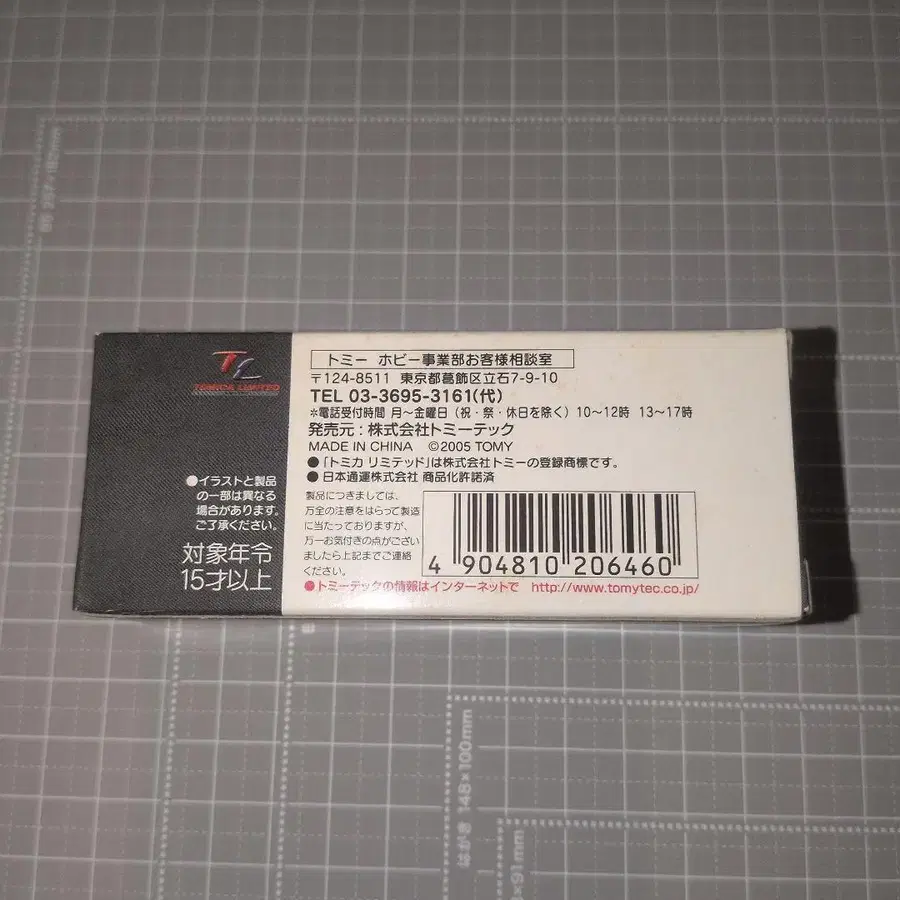 TL
TOMICA LIMITED
●イラストと製品
の一部は異なる
場合があります。
ご了承ください。
対象年令
15才以上
トミー ホビー事業部お客様相談室
〒124-8511 東京都葛飾区立石7-9-10
TEL 03-3695-3161(代)
*電話受付時間 月〜金曜日(祝・祭・休日を除く) 10〜12時 13〜17時
発売元:株式会社トミーテック
MADE IN CHINA ©2005 TOMY
●「トミカ リミテッド」は株式会社トミーの登録商標です。
●日本通運株式会社 商品化許諾済
製品につきましては、
万全の注意をはらって製造
に当たっておりますが、
万一お気付きの点がござい
ましたら上記までご連絡
ください。
4 904810 206460
●トミーテックの情報はインターネットで http://www.tomytec.co.jp/
はがき 148×100mm
×91mm